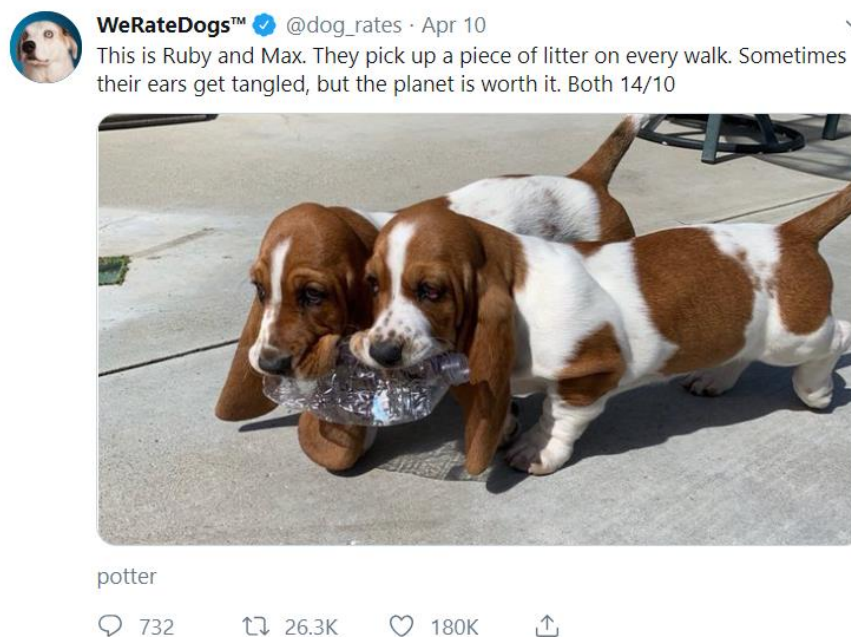 WeRateDogs™ @dog_rates · Apr 10
This is Ruby and Max. They pick up a piece of litter on every walk. Sometimes
their ears get tangled, but the planet is worth it. Both 14/10
potter
732 26.3K 180K